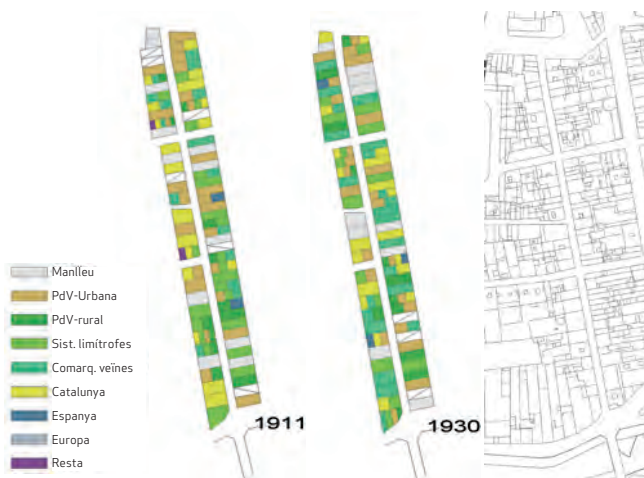 Manlleu
PdV-Urbana
PdV-rural
Sist. limítrofes
Comarq. veïnes
Catalunya
Espanya
Europa
Resta
1911
1930